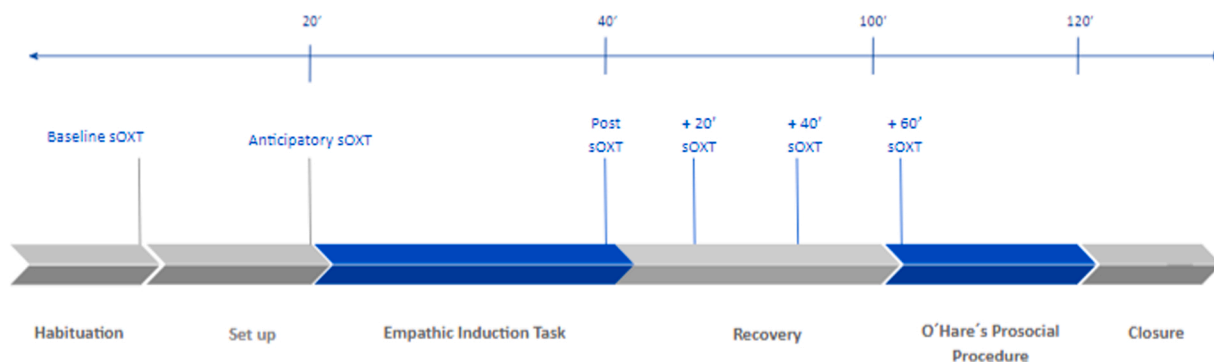 20′
40′
100′
120′
Baseline sOXT
Anticipatory sOXT
Post
sOXT
+ 20′
sOXT
+ 40′
sOXT
+ 60′
sOXT
Habituation
Set up
Empathic Induction Task
Recovery
O´Hare´s Prosocial
Procedure
Closure